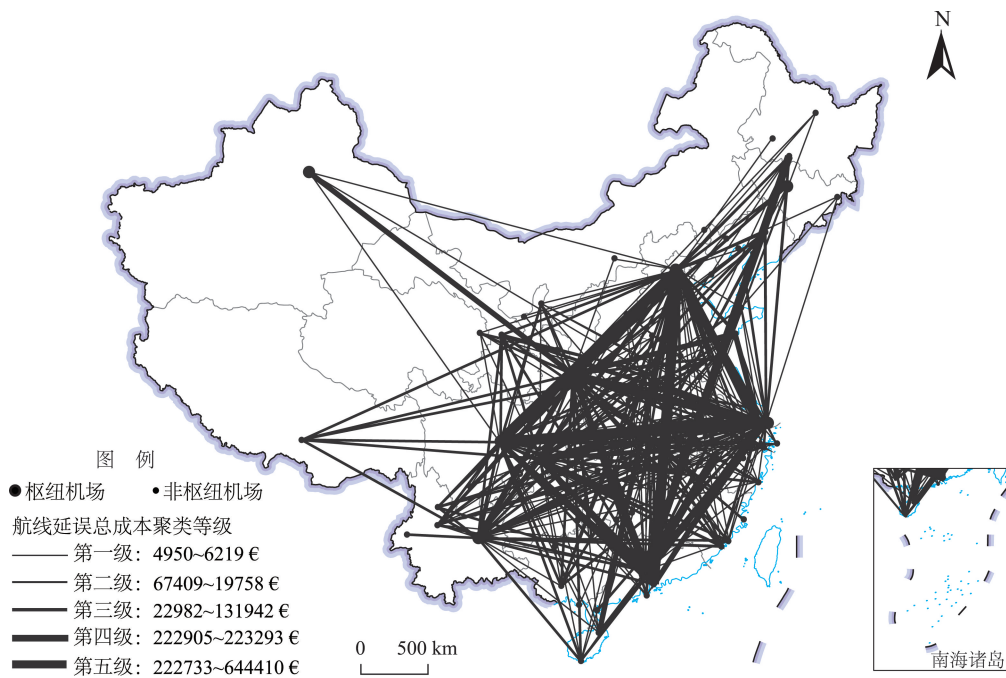 N
图 例
枢纽机场 非枢纽机场
航线延误总成本聚类等级
第一级：4950~6219 €
第二级：67409~19758 €
第三级：22982~131942 €
第四级：222905~223293 €
第五级：222733~644410 €
0 500 km
南海诸岛